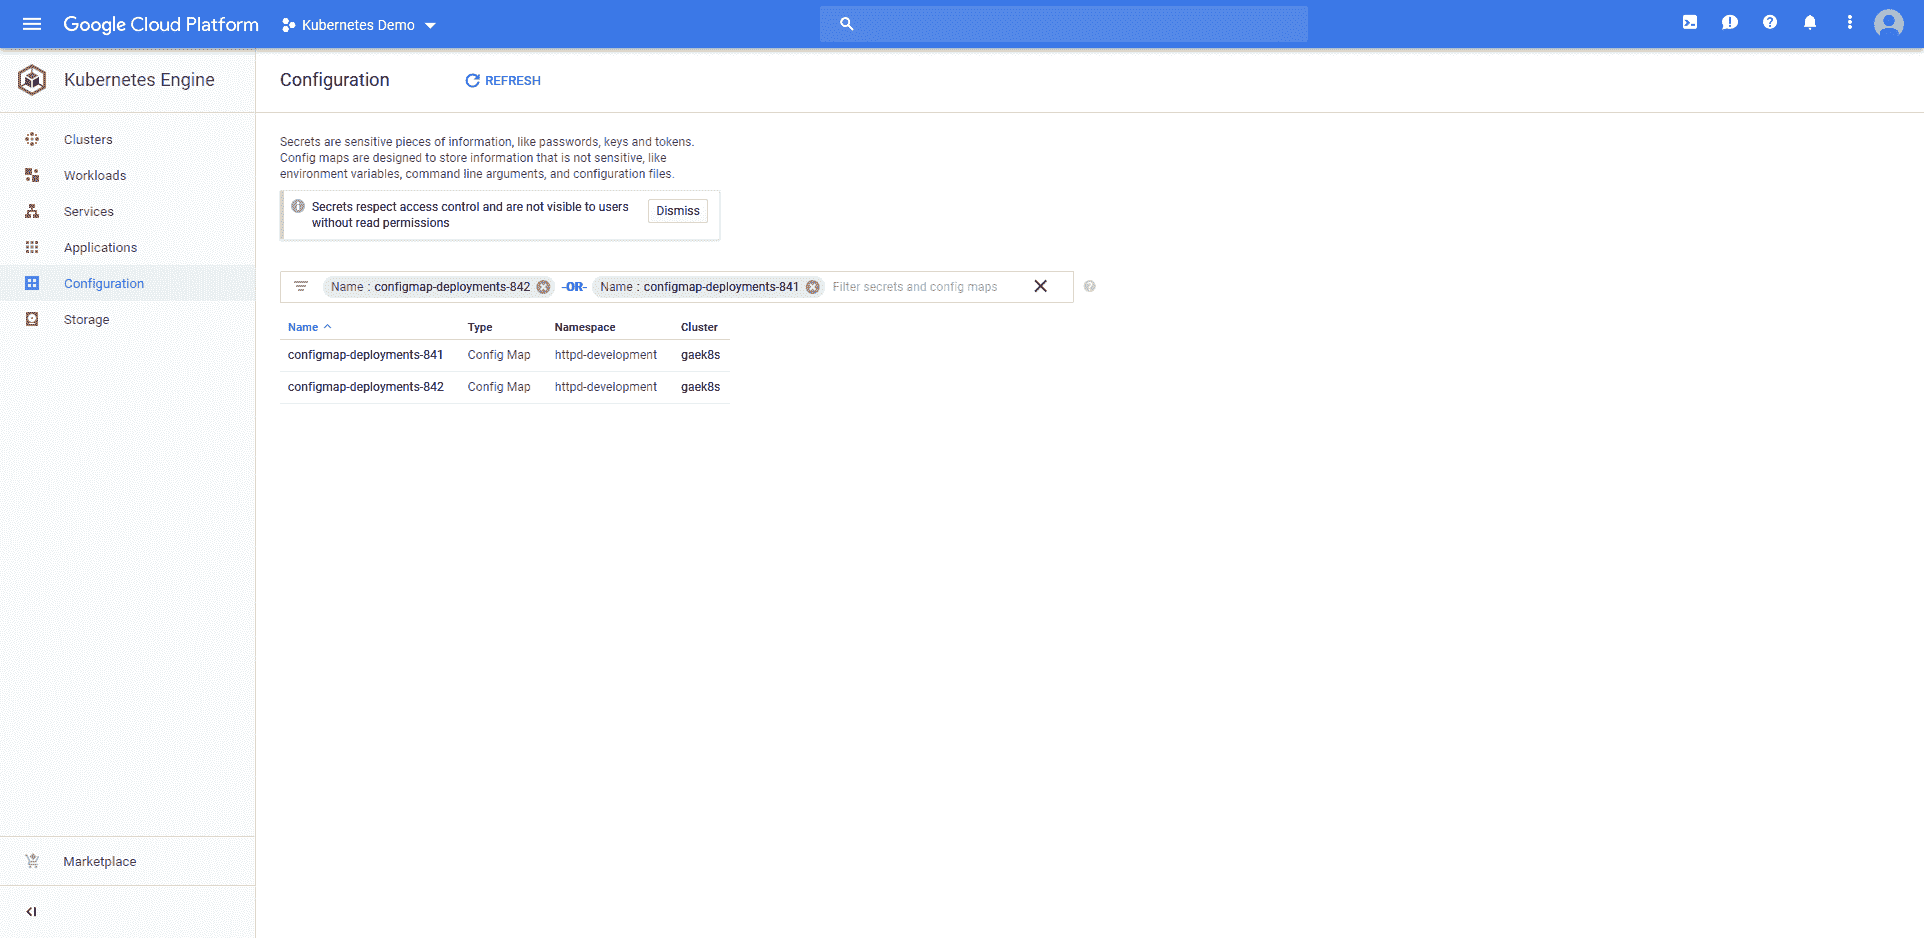 Google Cloud Platform
Kubernetes Demo
Kubernetes Engine
Configuration
REFRESH
Clusters
Workloads
Services
Applications
Configuration
Storage
Marketplace
Secrets are sensitive pieces of information, like passwords, keys and tokens.
Config maps are designed to store information that is not sensitive, like
environment variables, command line arguments, and configuration files.
Secrets respect access control and are not visible to users
without read permissions
Dismiss
Name : configmap-deployments-842 -OR- Name : configmap-deployments-841 Filter secrets and config maps
Name Type Namespace Cluster
configmap-deployments-841 Config Map httpd-development gaek8s
configmap-deployments-842 Config Map httpd-development gaek8s